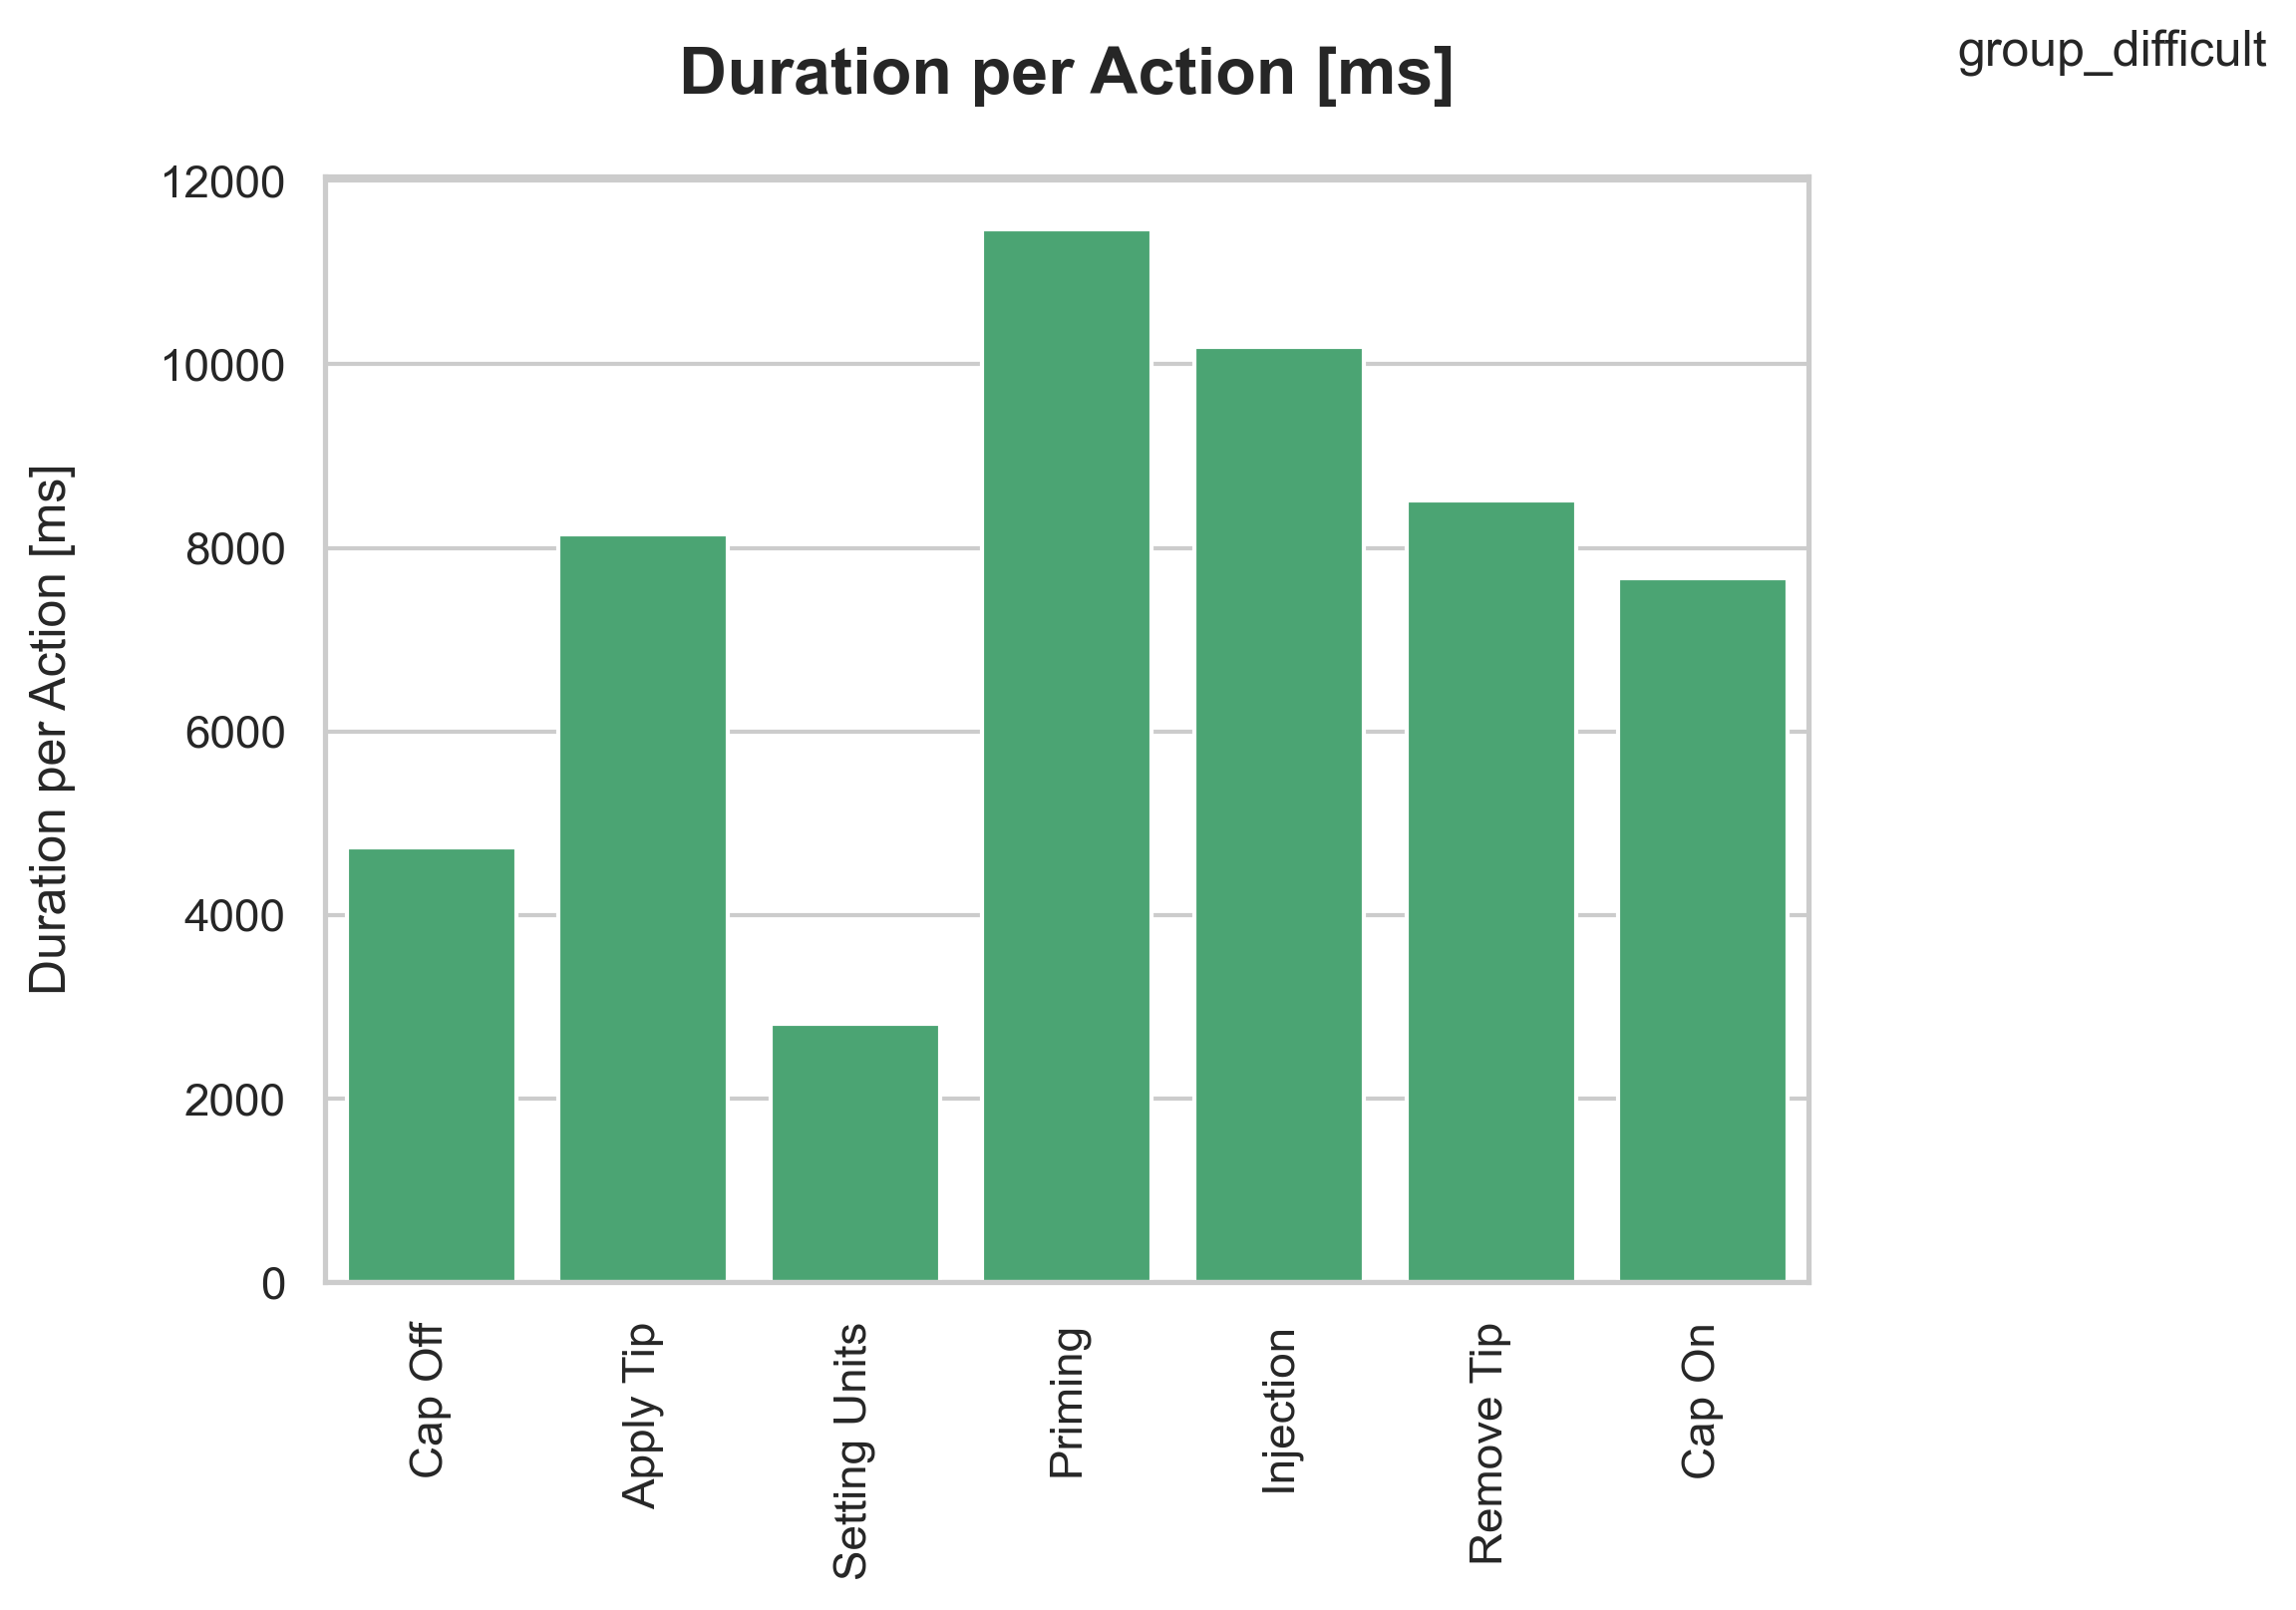 group_difficult
Duration per Action [ms]
Duration per Action [ms]
12000
10000
8000
6000
4000
2000
0
Cap Off
Apply Tip
Setting Units
Priming
Injection
Remove Tip
Cap On